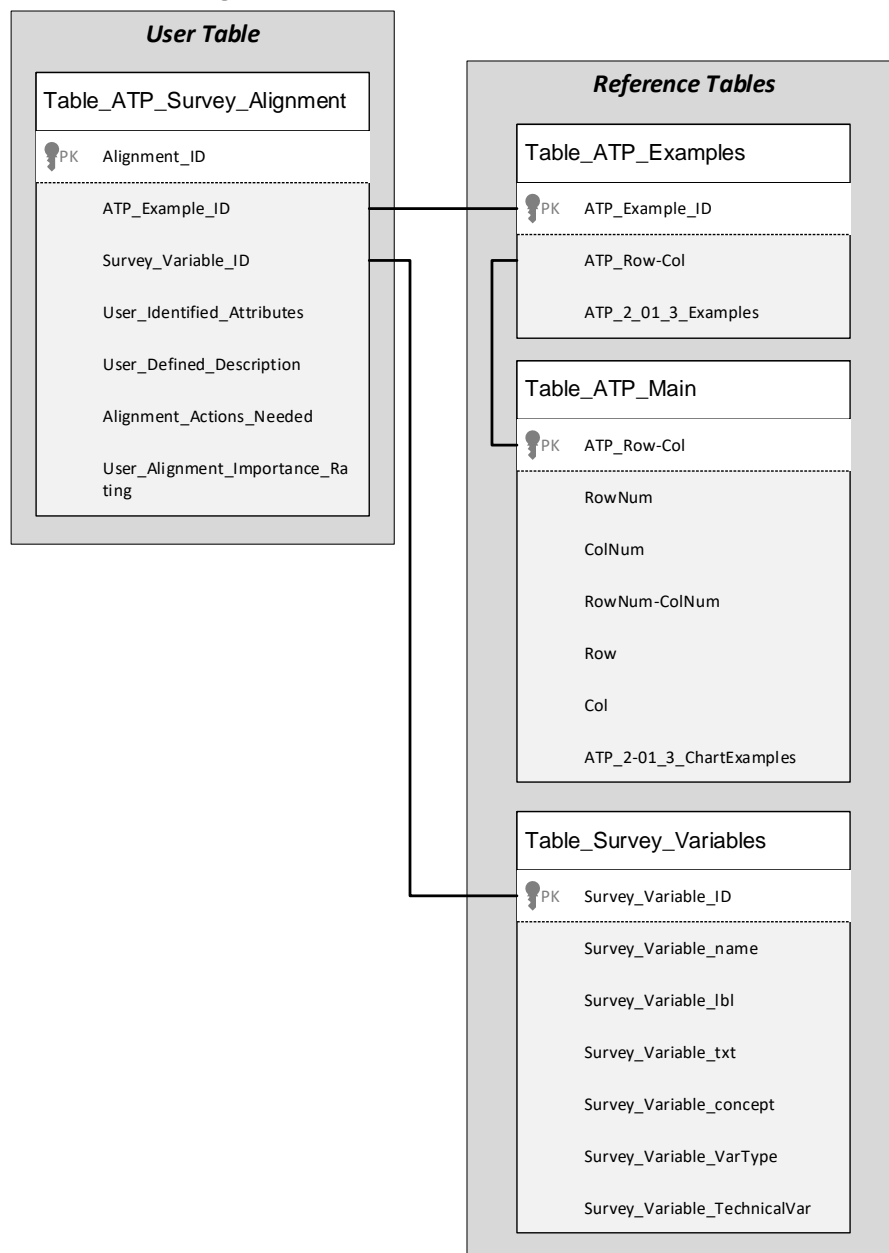 User Table
Table_ATP_Survey_Alignment
PK Alignment_ID
ATP_Example_ID
Survey_Variable_ID
User_Identified_Attributes
User_Defined_Description
Alignment_Actions_Needed
User_Alignment_Importance_Ra
ting
Reference Tables
Table_ATP_Examples
PK ATP_Example_ID
ATP_Row-Col
ATP_2_01_3_Examples
Table_ATP_Main
PK ATP_Row-Col
RowNum
ColNum
RowNum-ColNum
Row
Col
ATP_2-01_3_ChartExamples
Table_Survey_Variables
PK Survey_Variable_ID
Survey_Variable_name
Survey_Variable_lbl
Survey_Variable_txt
Survey_Variable_concept
Survey_Variable_VarType
Survey_Variable_TechnicalVar